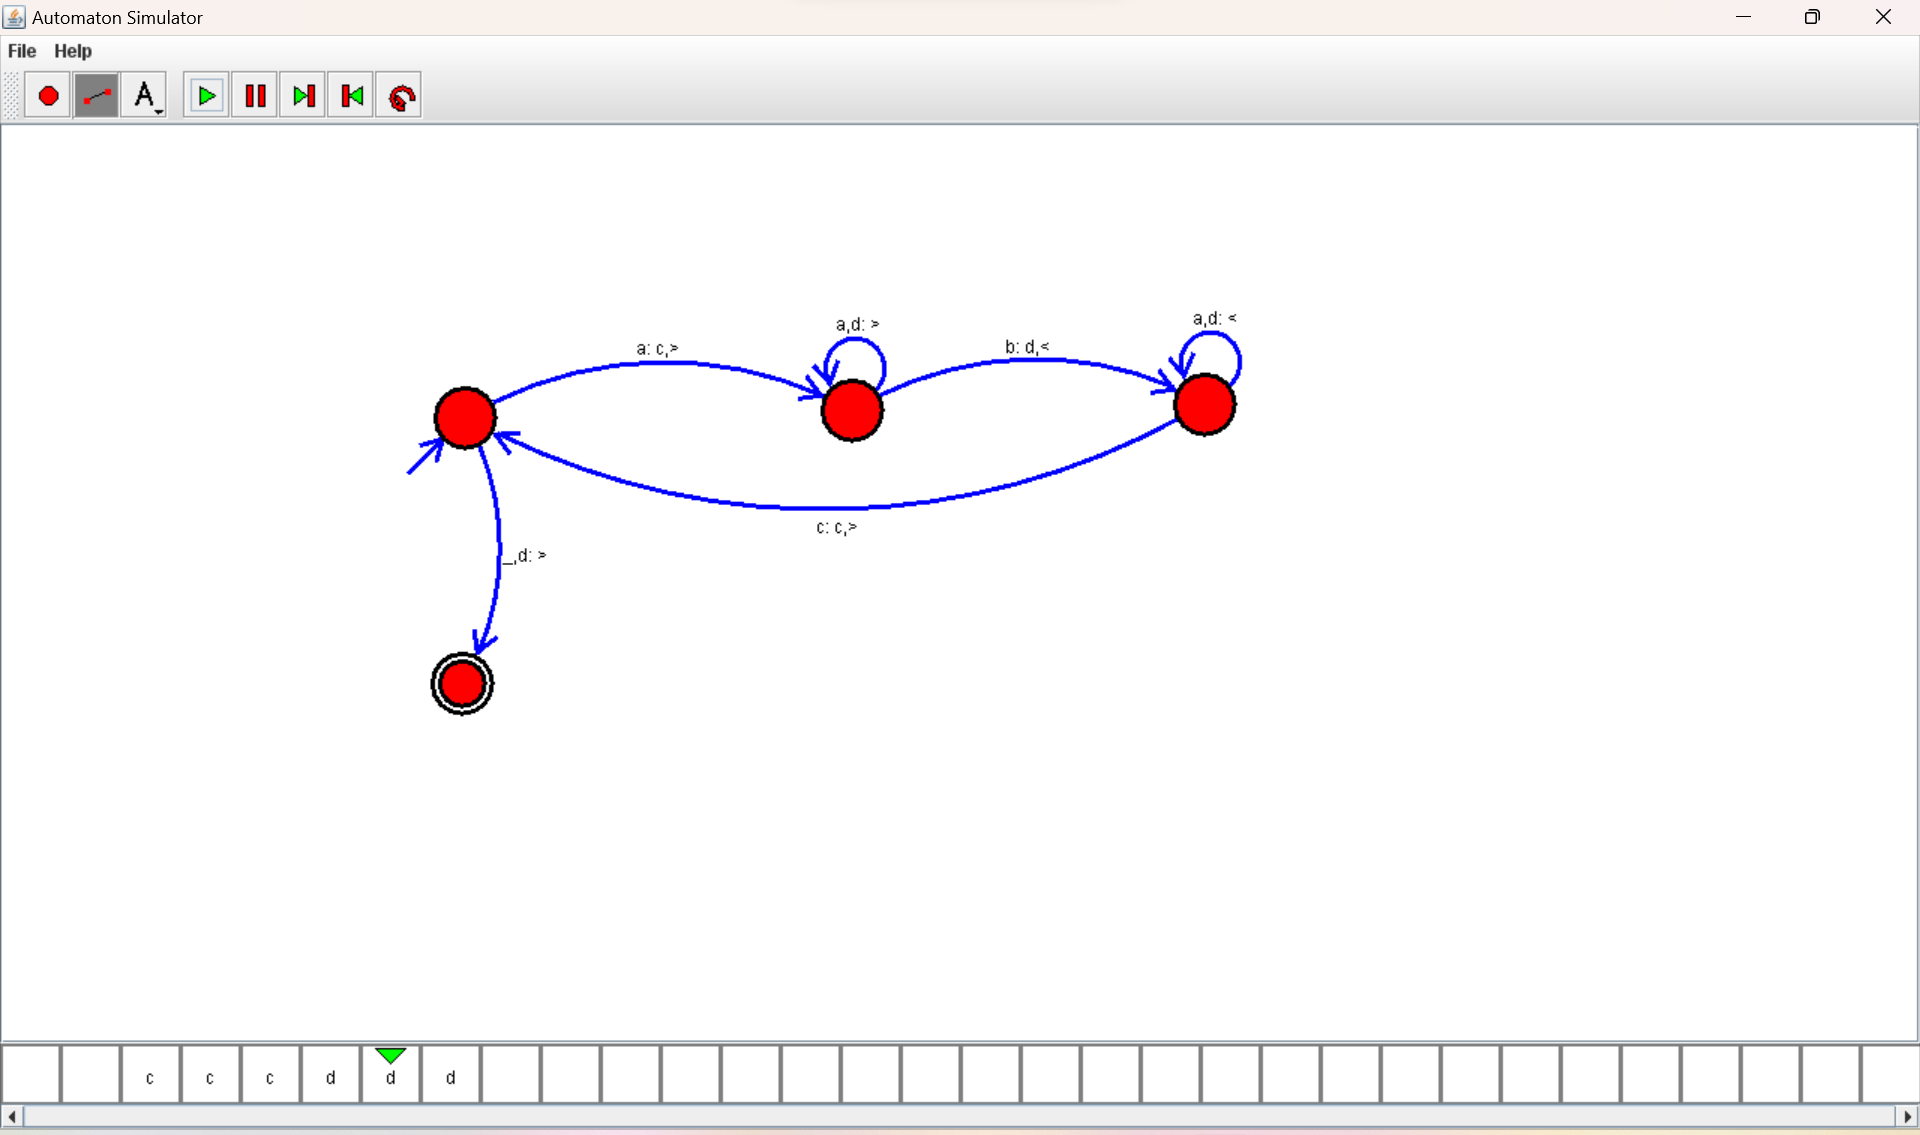 Automaton Simulator
File Help
A
a,d: <
a,d: >
a: c,>
b: d,<
c: c,>
_,d: >
c c c d d d